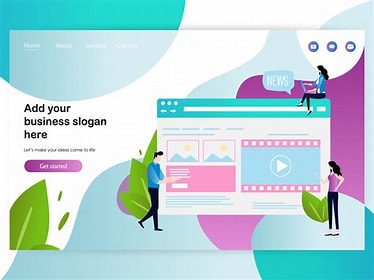 Home About Services Contact
NEWS
Add your
business slogan
here
Let's make your ideas come to life
Get started